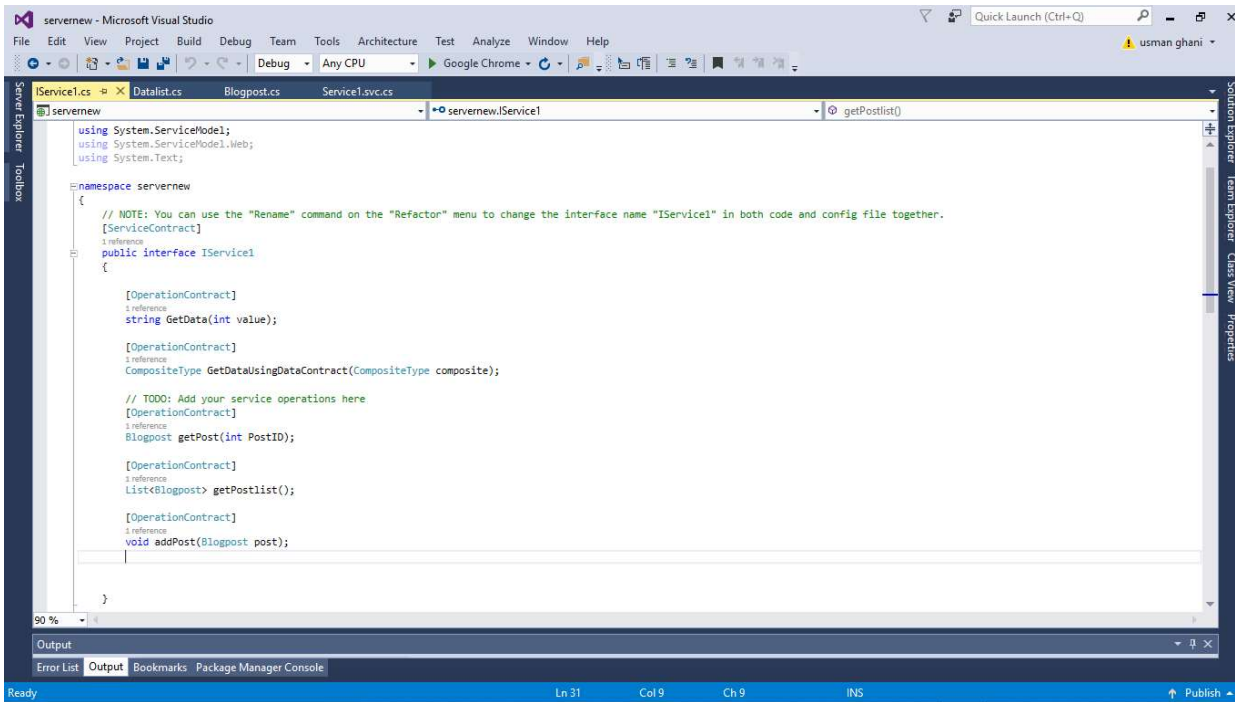 servernew - Microsoft Visual Studio
Quick Launch (Ctrl+Q)
File Edit View Project Build Debug Team Tools Architecture Test Analyze Window Help
usman ghani
Debug Any CPU Google Chrome
Server Explorer
Toolbox
IService1.cs Datalist.cs Blogpost.cs Service1.svc.cs
servernew servernew.IService1 getPostlist()
using System.ServiceModel;
using System.ServiceModel.Web;
using System.Text;
namespace servernew
{
// NOTE: You can use the "Rename" command on the "Refactor" menu to change the interface name "IService1" in both code and config file together.
[ServiceContract]
1 reference
public interface IService1
{
[OperationContract]
1 reference
string GetData(int value);
[OperationContract]
1 reference
CompositeType GetDataUsingDataContract(CompositeType composite);
// TODO: Add your service operations here
[OperationContract]
1 reference
Blogpost getPost(int PostID);
[OperationContract]
1 reference
List<Blogpost> getPostlist();
[OperationContract]
1 reference
void addPost(Blogpost post);
}
90 %
Solution Explorer
Team Explorer
Class View
Properties
Output
Error List Output Bookmarks Package Manager Console
Ready Ln 31 Col 9 Ch 9 INS Publish